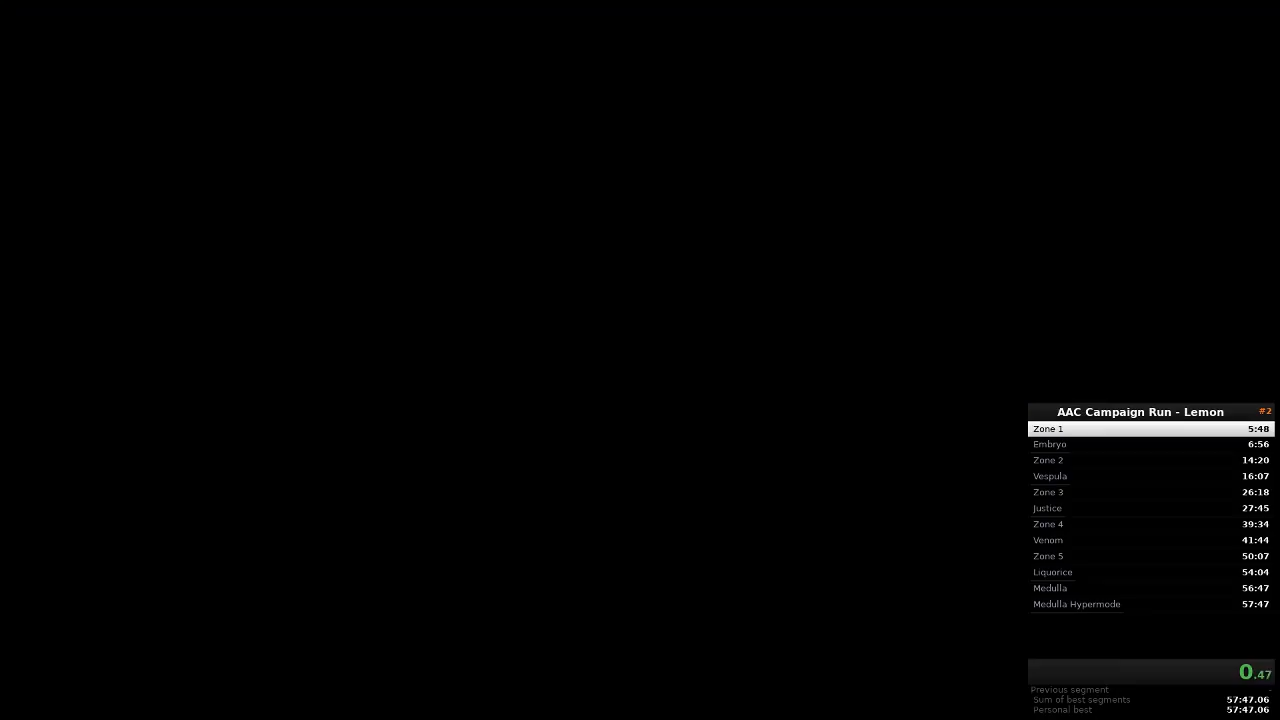 AAC Campaign Run - Lemon #2
Zone 1 5:48
Embryo 6:56
Zone 2 14:20
Vespula 16:07
Zone 3 26:18
Justice 27:45
Zone 4 39:34
Venom 41:44
Zone 5 50:07
Liquorice 54:04
Medulla 56:47
Medulla Hypermode 57:47
0.47
Previous segment -
Sum of best segments 57:47.06
Personal best 57:47.06